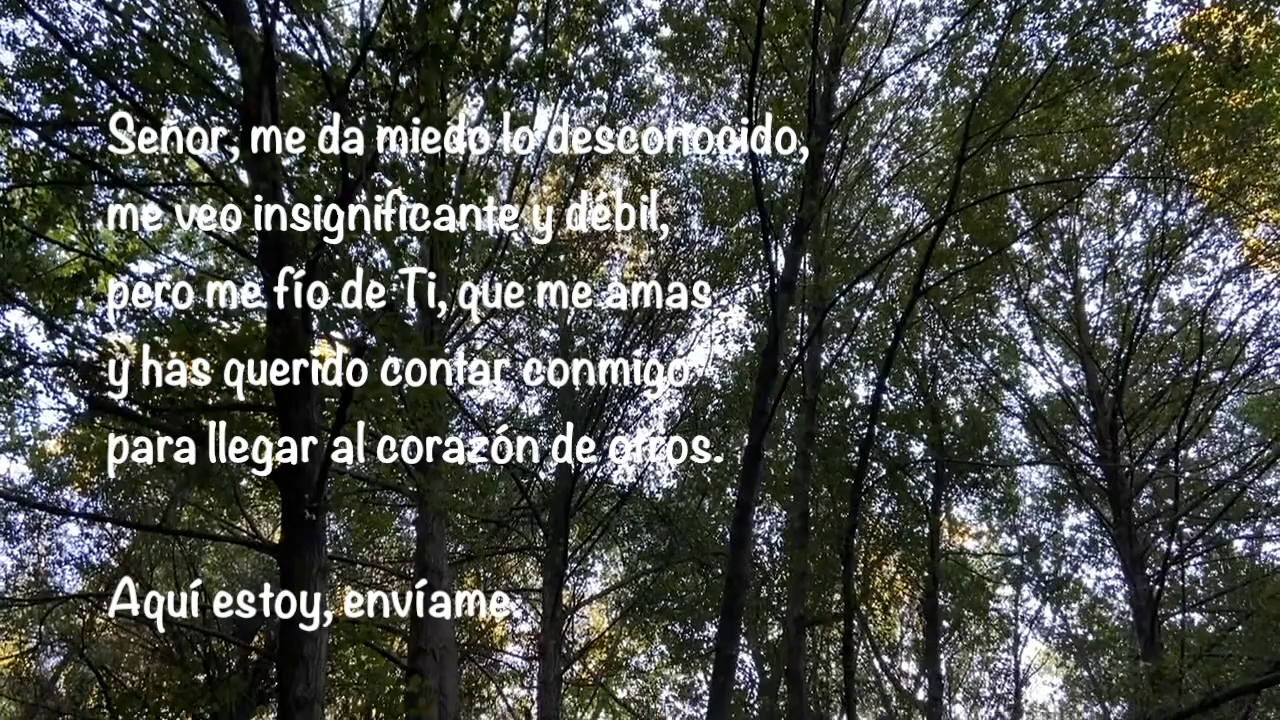 Señor, me da miedo lo desconocido,
me veo insignificante y débil,
pero me fío de Ti, que me amas
y has querido contar conmigo
para llegar al corazón de otros.
Aquí estoy, envíame.